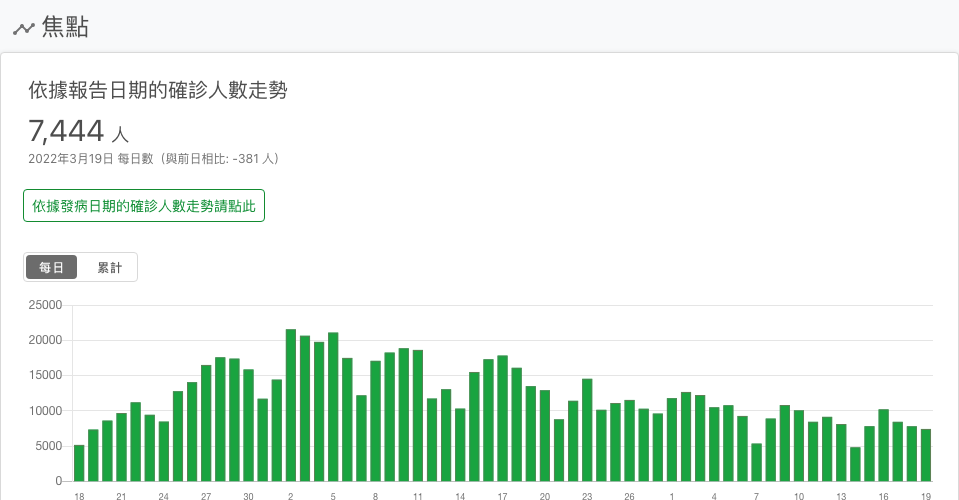 焦點
依據報告日期的確診人數走勢
7,444 人
2022年3月19日 每日數（與前日相比: -381 人）
依據發病日期的確診人數走勢請點此
每日 累計
25000
20000
15000
10000
5000
0
18 21 24 27 30 2 5 8 11 14 17 20 23 26 1 4 7 10 13 16 19